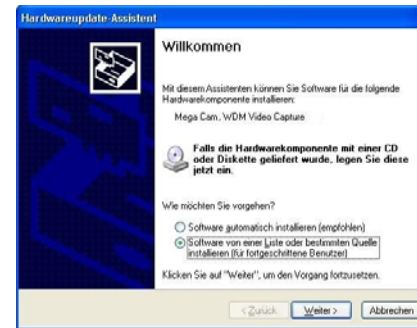 Hardwareupdate-Assistent
Willkommen
Mit diesem Assistenten können Sie Software für die folgende
Hardwarekomponente installieren:
Mega Cam, WDM Video Capture
Falls die Hardwarekomponente mit einer CD
oder Diskette geliefert wurde, legen Sie diese
jetzt ein.
Wie möchten Sie vorgehen?
Software automatisch installieren (empfohlen)
Software von einer Liste oder bestimmten Quelle
installieren (für fortgeschrittene Benutzer)
Klicken Sie auf "Weiter", um den Vorgang fortzusetzen.
< Zurück Weiter > Abbrechen